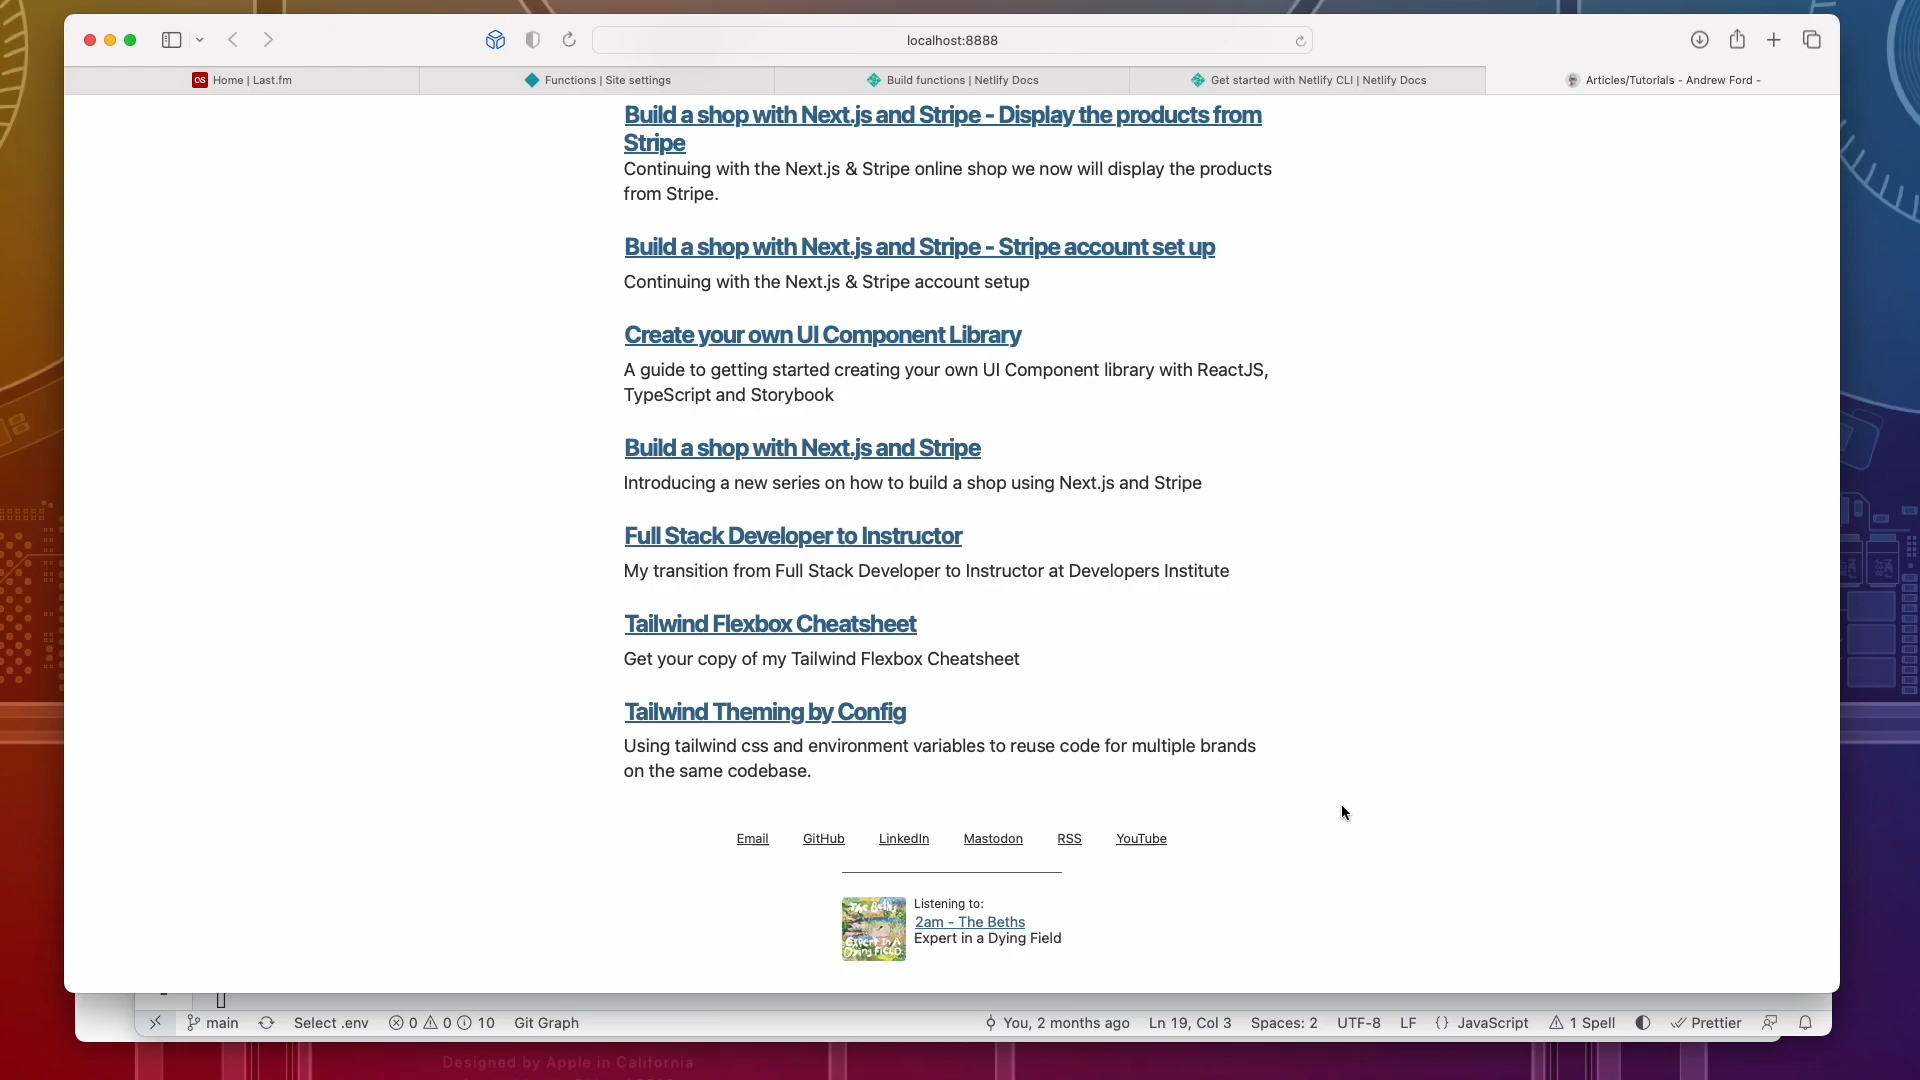 localhost:8888
Home | Last.fm
Functions | Site settings
Build functions | Netlify Docs
Get started with Netlify CLI | Netlify Docs
Articles/Tutorials - Andrew Ford -
Build a shop with Next.js and Stripe - Display the products from
Stripe
Continuing with the Next.js & Stripe online shop we now will display the products
from Stripe.
Build a shop with Next.js and Stripe - Stripe account set up
Continuing with the Next.js & Stripe account setup
Create your own UI Component Library
A guide to getting started creating your own UI Component library with ReactJS,
TypeScript and Storybook
Build a shop with Next.js and Stripe
Introducing a new series on how to build a shop using Next.js and Stripe
Full Stack Developer to Instructor
My transition from Full Stack Developer to Instructor at Developers Institute
Tailwind Flexbox Cheatsheet
Get your copy of my Tailwind Flexbox Cheatsheet
Tailwind Theming by Config
Using tailwind css and environment variables to reuse code for multiple brands
on the same codebase.
Email GitHub LinkedIn Mastodon RSS YouTube
The Beths
Expert in A
Dying Field
Listening to:
2am - The Beths
Expert in a Dying Field
main Select .env 0 0 10 Git Graph You, 2 months ago Ln 19, Col 3 Spaces: 2 UTF-8 LF {} JavaScript 1 Spell Prettier
Designed by Apple in California